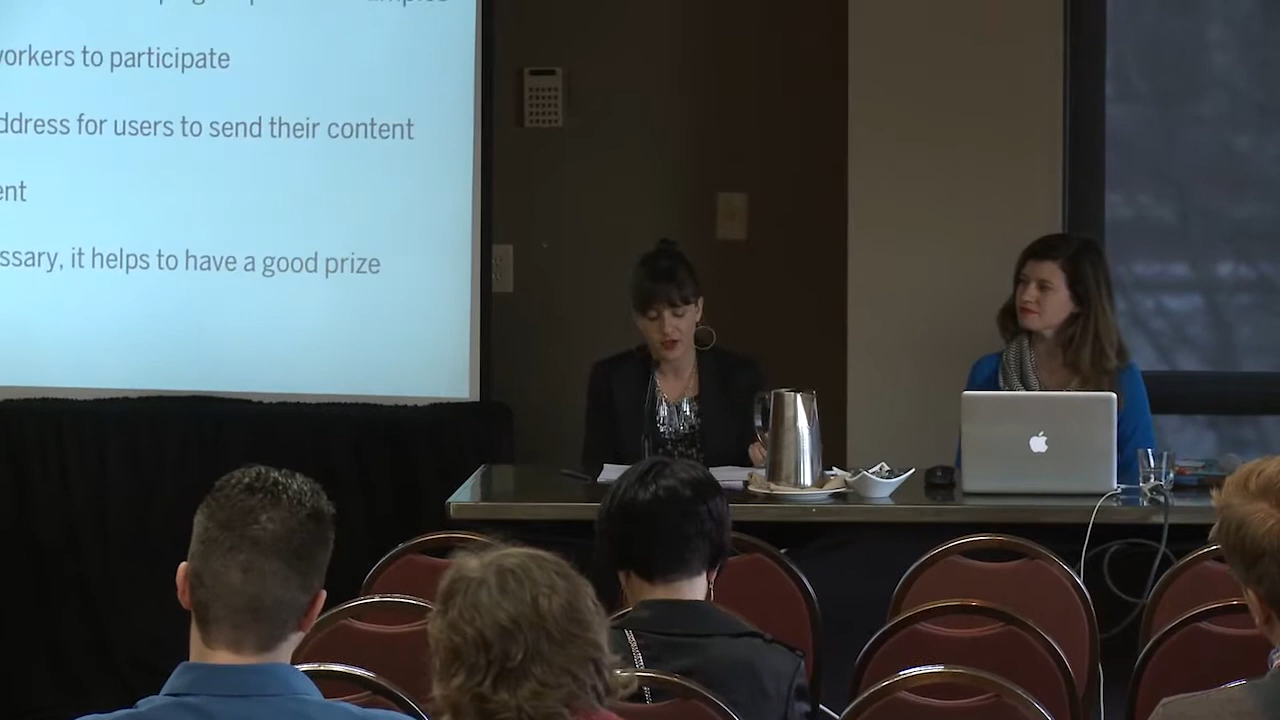 workers to participate
ddress for users to send their content
ent
ssary, it helps to have a good prize